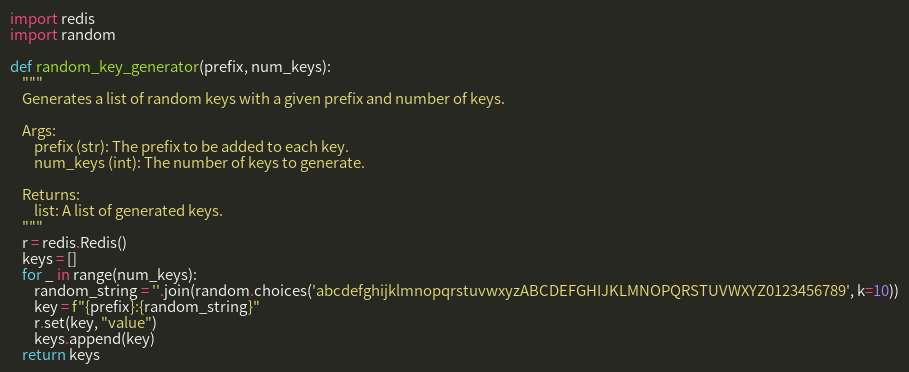 import redis
import random

def random_key_generator(prefix, num_keys):
    """
    Generates a list of random keys with a given prefix and number of keys.

    Args:
        prefix (str): The prefix to be added to each key.
        num_keys (int): The number of keys to generate.

    Returns:
        list: A list of generated keys.
    """
    r = redis.Redis()
    keys = []
    for _ in range(num_keys):
        random_string = ''.join(random.choices('abcdefghijklmnopqrstuvwxyzABCDEFGHIJKLMNOPQRSTUVWXYZ0123456789', k=10))
        key = f"{prefix}:{random_string}"
        r.set(key, "value")
        keys.append(key)
    return keys